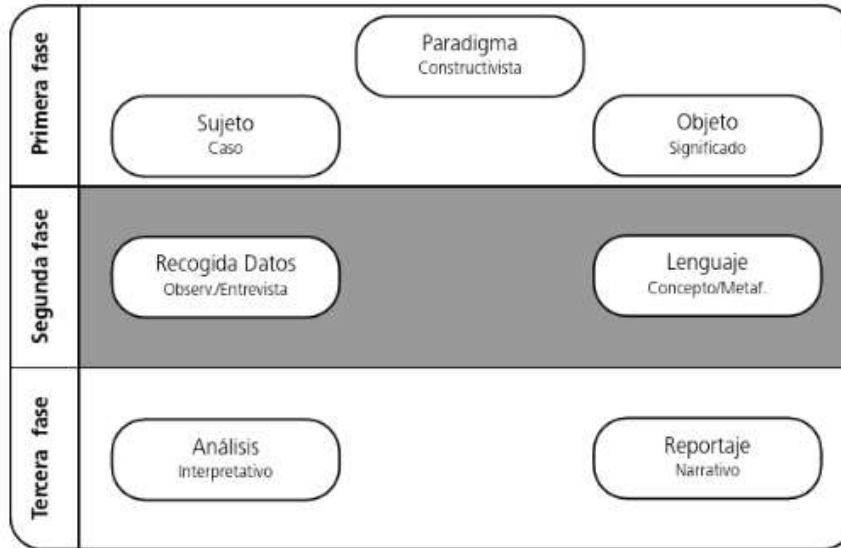 Primera fase
Paradigma
Constructivista
Sujeto
Caso
Objeto
Significado
Segunda fase
Recogida Datos
Observ./Entrevista
Lenguaje
Concepto/Metaf.
Tercera fase
Análisis
Interpretativo
Reportaje
Narrativo